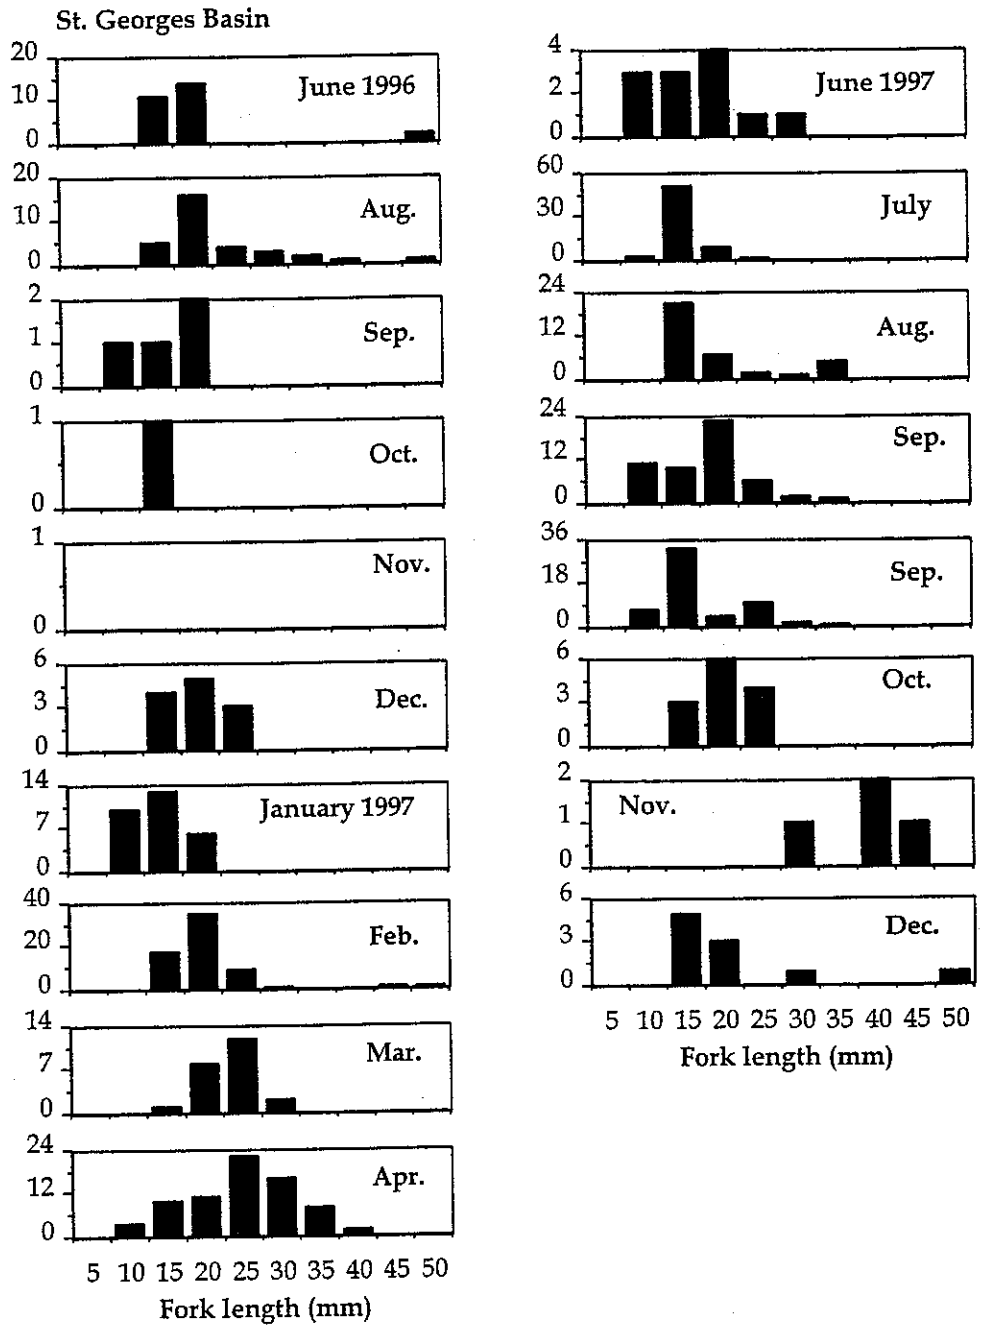 St. Georges Basin
20
10
0
June 1996
20
10
0
Aug.
2
1
0
Sep.
1
0
Oct.
1
0
Nov.
6
3
0
Dec.
14
7
0
January 1997
40
20
0
Feb.
14
7
0
Mar.
24
12
0
Apr.
5 10 15 20 25 30 35 40 45 50
Fork length (mm)
4
2
0
June 1997
60
30
0
July
24
12
0
Aug.
24
12
0
Sep.
36
18
0
Sep.
6
3
0
Oct.
2
1
0
Nov.
6
3
0
Dec.
5 10 15 20 25 30 35 40 45 50
Fork length (mm)